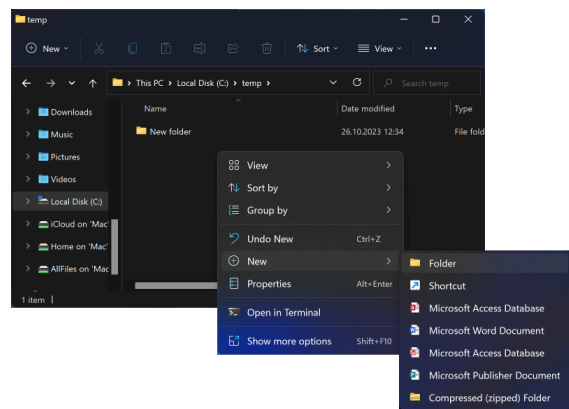 temp
New
Sort
View
This PC > Local Disk (C:) > temp >
Search temp
Name
Date modified
Type
Downloads
Music
Pictures
Videos
Local Disk (C:)
iCloud on 'Mac'
Home on 'Mac'
AllFiles on 'Mac
New folder
26.10.2023 12:34
File fold
1 item
View
Sort by
Group by
Undo New Ctrl+Z
New
Properties Alt+Enter
Open in Terminal
Show more options Shift+F10
Folder
Shortcut
Microsoft Access Database
Microsoft Word Document
Microsoft Access Database
Microsoft Publisher Document
Compressed (zipped) Folder